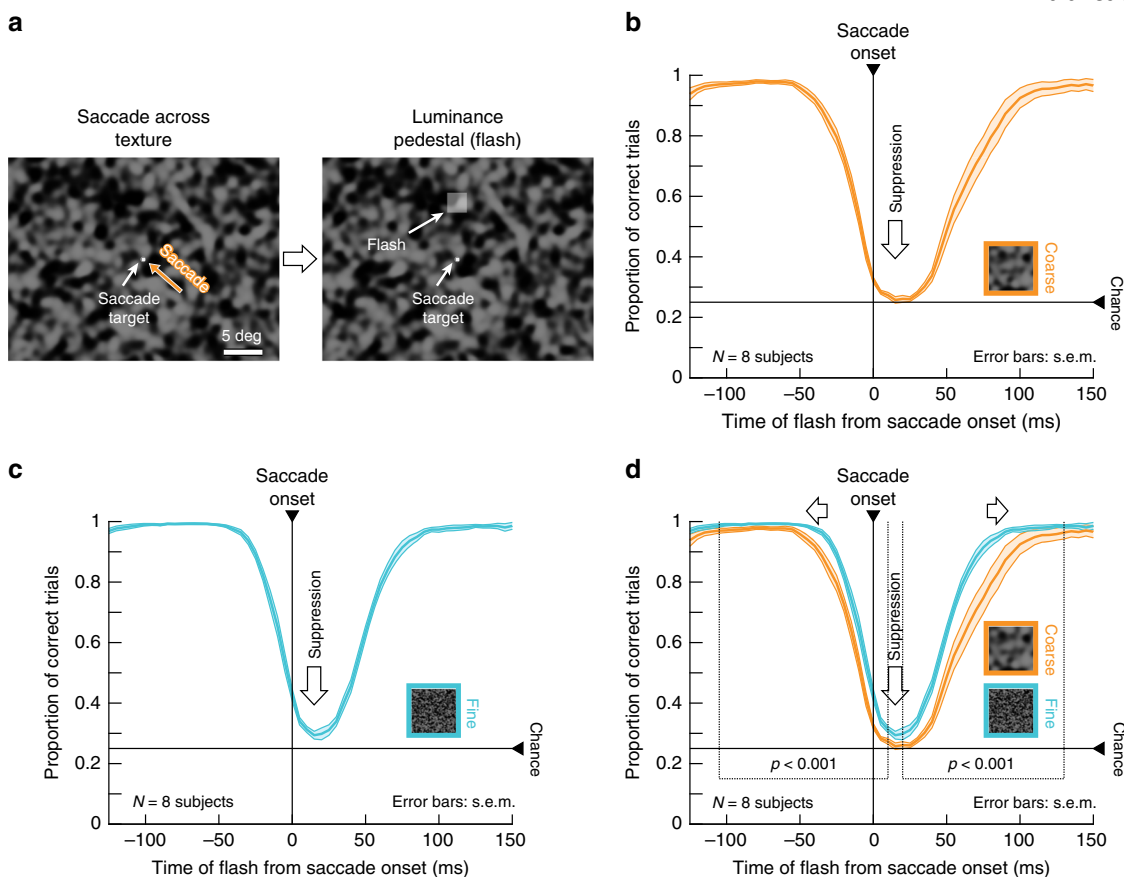 a
Saccade across
texture
Saccade
Saccade
target
5 deg
Luminance
pedestal (flash)
Flash
Saccade
target
b
Saccade
onset
Proportion of correct trials
1
0.8
0.6
0.4
0.2
0
Suppression
Coarse
Chance
N = 8 subjects
Error bars: s.e.m.
–100
–50
0
50
100
150
Time of flash from saccade onset (ms)
c
Saccade
onset
Proportion of correct trials
1
0.8
0.6
0.4
0.2
0
Suppression
Fine
Chance
N = 8 subjects
Error bars: s.e.m.
–100
–50
0
50
100
150
Time of flash from saccade onset (ms)
d
Saccade
onset
Proportion of correct trials
1
0.8
0.6
0.4
0.2
0
Suppression
Coarse
Fine
Chance
p < 0.001
p < 0.001
N = 8 subjects
Error bars: s.e.m.
–100
–50
0
50
100
150
Time of flash from saccade onset (ms)